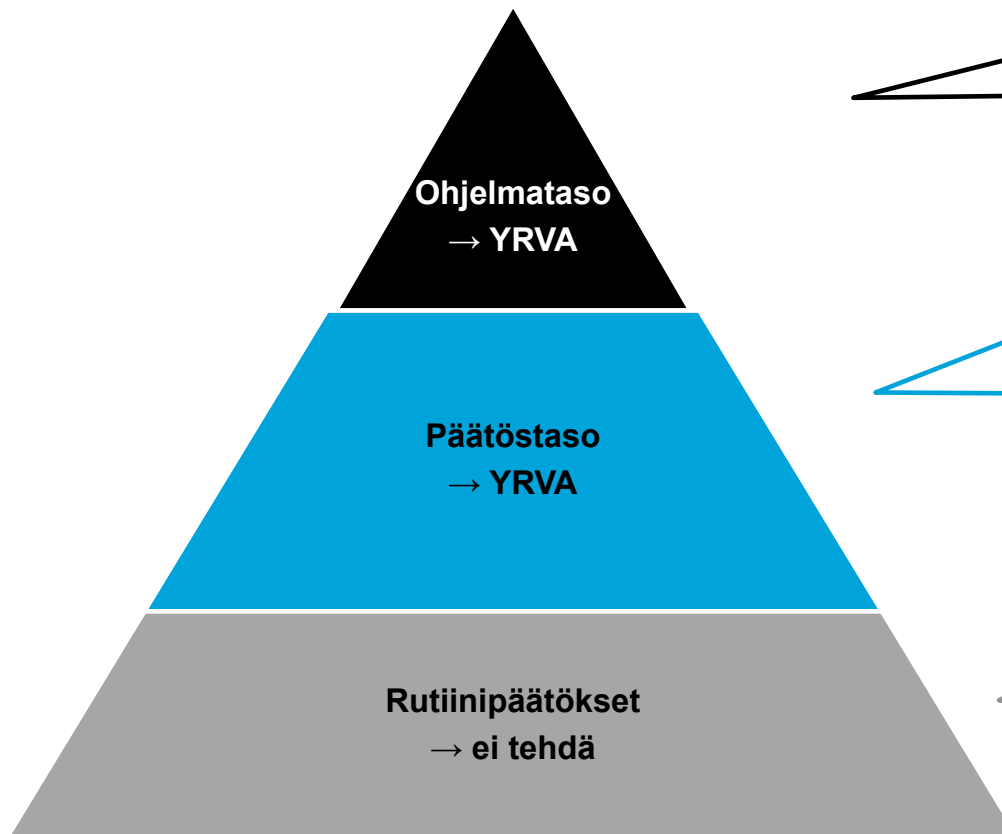 Ohjelmataso
→ YRVA
Päätöstaso
→ YRVA
Rutiinipäätökset
→ ei tehdä